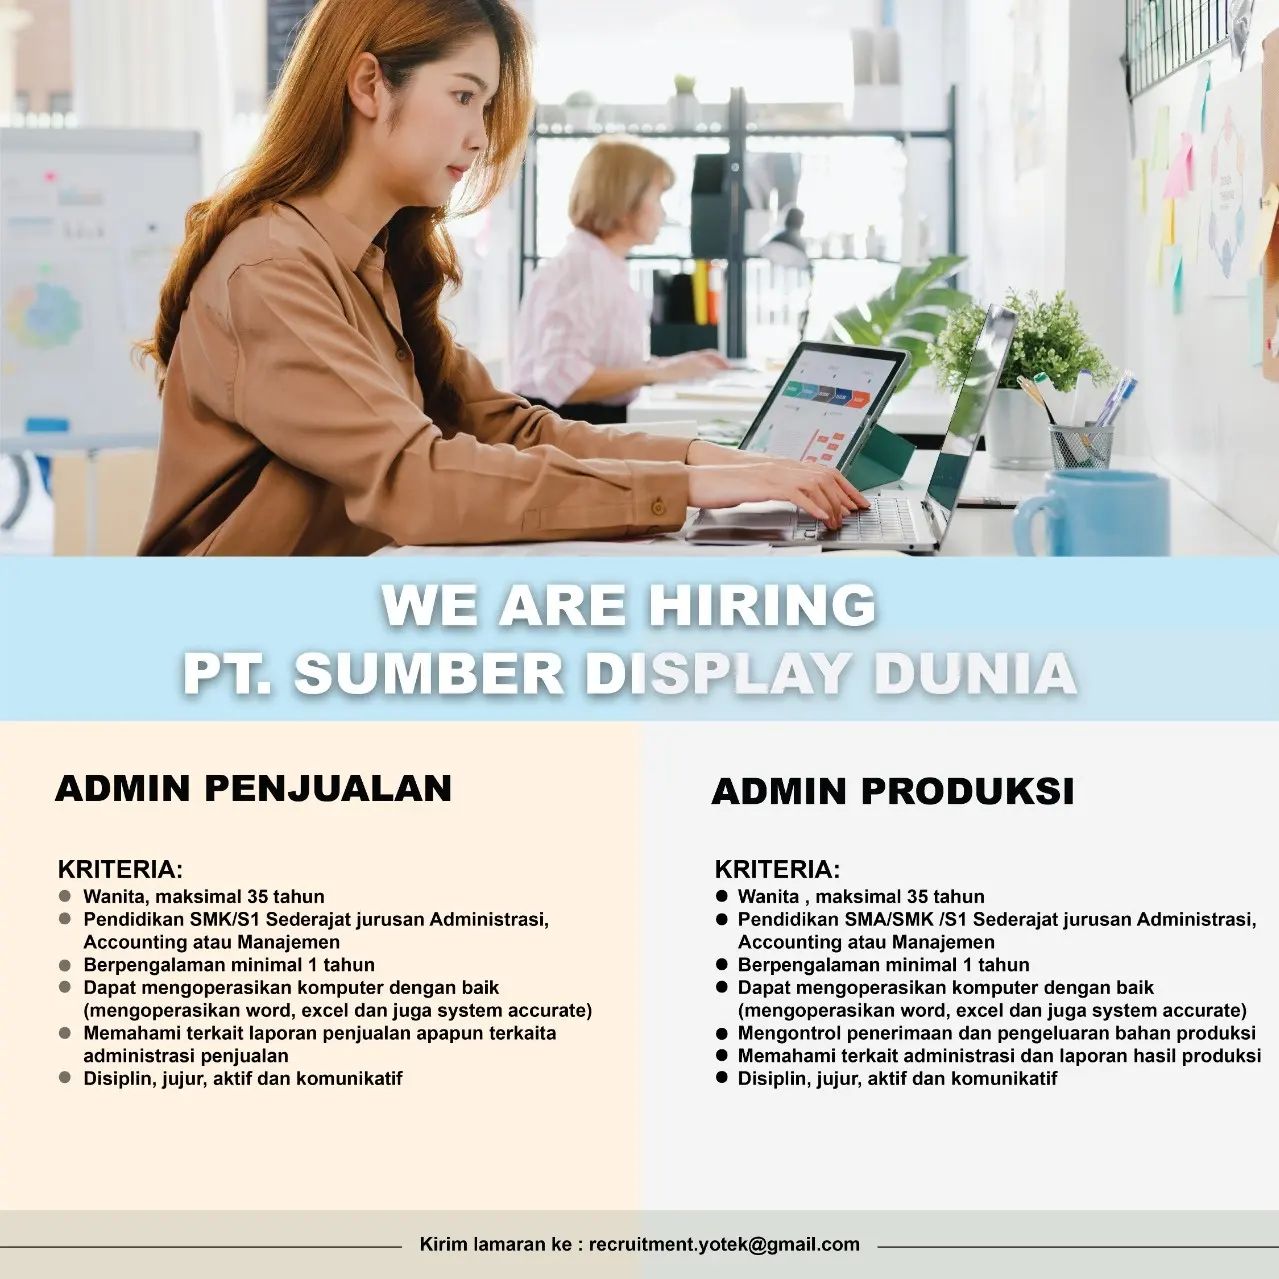 WE ARE HIRING
PT. SUMBER DISPLAY DUNIA
ADMIN PENJUALAN
KRITERIA:
Wanita, maksimal 35 tahun
Pendidikan SMK/S1 Sederajat jurusan Administrasi,
Accounting atau Manajemen
Berpengalaman minimal 1 tahun
Dapat mengoperasikan komputer dengan baik
(mengoperasikan word, excel dan juga system accurate)
Memahami terkait laporan penjualan apapun terkaita
administrasi penjualan
Disiplin, jujur, aktif dan komunikatif
ADMIN PRODUKSI
KRITERIA:
Wanita , maksimal 35 tahun
Pendidikan SMA/SMK /S1 Sederajat jurusan Administrasi,
Accounting atau Manajemen
Berpengalaman minimal 1 tahun
Dapat mengoperasikan komputer dengan baik
(mengoperasikan word, excel dan juga system accurate)
Mengontrol penerimaan dan pengeluaran bahan produksi
Memahami terkait administrasi dan laporan hasil produksi
Disiplin, jujur, aktif dan komunikatif
Kirim lamaran ke : recruitment.yotek@gmail.com